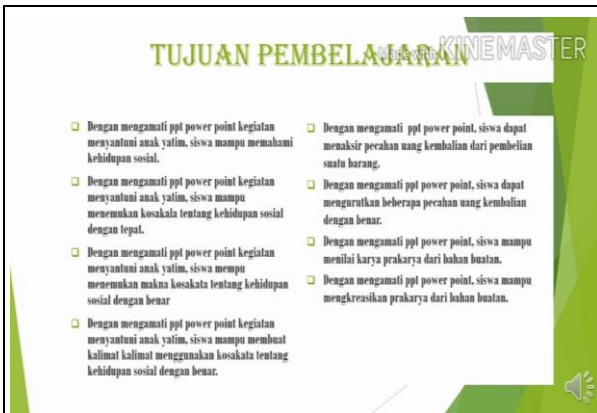 TUJUAN PEMBELAJARAN
Made with KINEMASTER
Dengan mengamati ppt power point kegiatan
menyantuni anak yatim, siswa mampu memahami
kehidupan sosial.
Dengan mengamati ppt power point kegiatan
menyantuni anak yatim, siswa mampu
menemukan kosakala tentang kehidupan sosial
dengan tepal.
Dengan mengamati ppt power point kegiatan
menyantuni anak yatim, siswa mempu
menemukan makna kosakata tentang kehidupan
sosial dengan benar
Dengan mengamati ppt power point kegiatan
menyantuni anak yatim, siswa mampu membuat
kalimat kalimat menggunakan kosakata tentang
kehidupan sosial dengan benar.
Dengan mengamati ppt power point, siswa dapat
menaksir pecahan uang kembalian dari pembelian
suatu barang.
Dengan mengamati ppt power point, siswa dapat
mengurutkan beberapa pecahan uang kembalian
dengan benar.
Dengan mengamati ppt power point, siswa mampu
menilai karya prakarya dari bahan buatan.
Dengan mengamati ppt power point, siswa mampu
mengkreasikan prakarya dari bahan buatan.